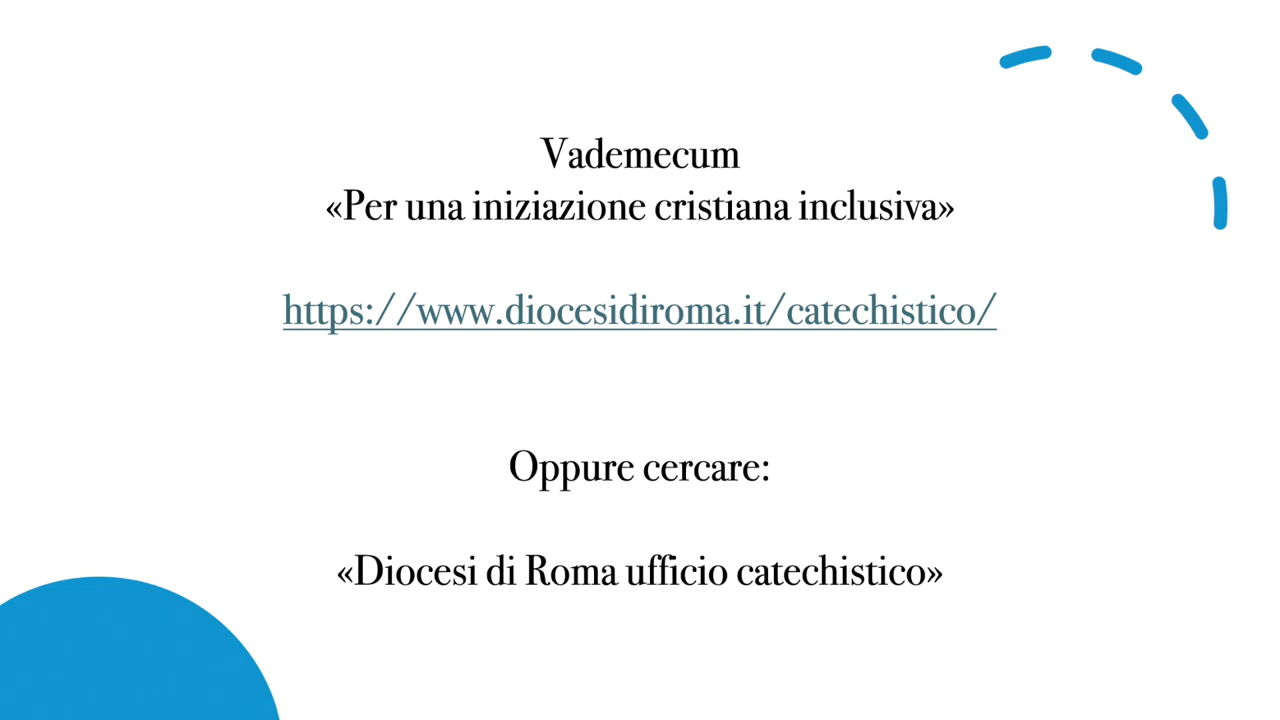 Vademecum
«Per una iniziazione cristiana inclusiva»
https://www.diocesidiroma.it/catechistico/
Oppure cercare:
«Diocesi di Roma ufficio catechistico»